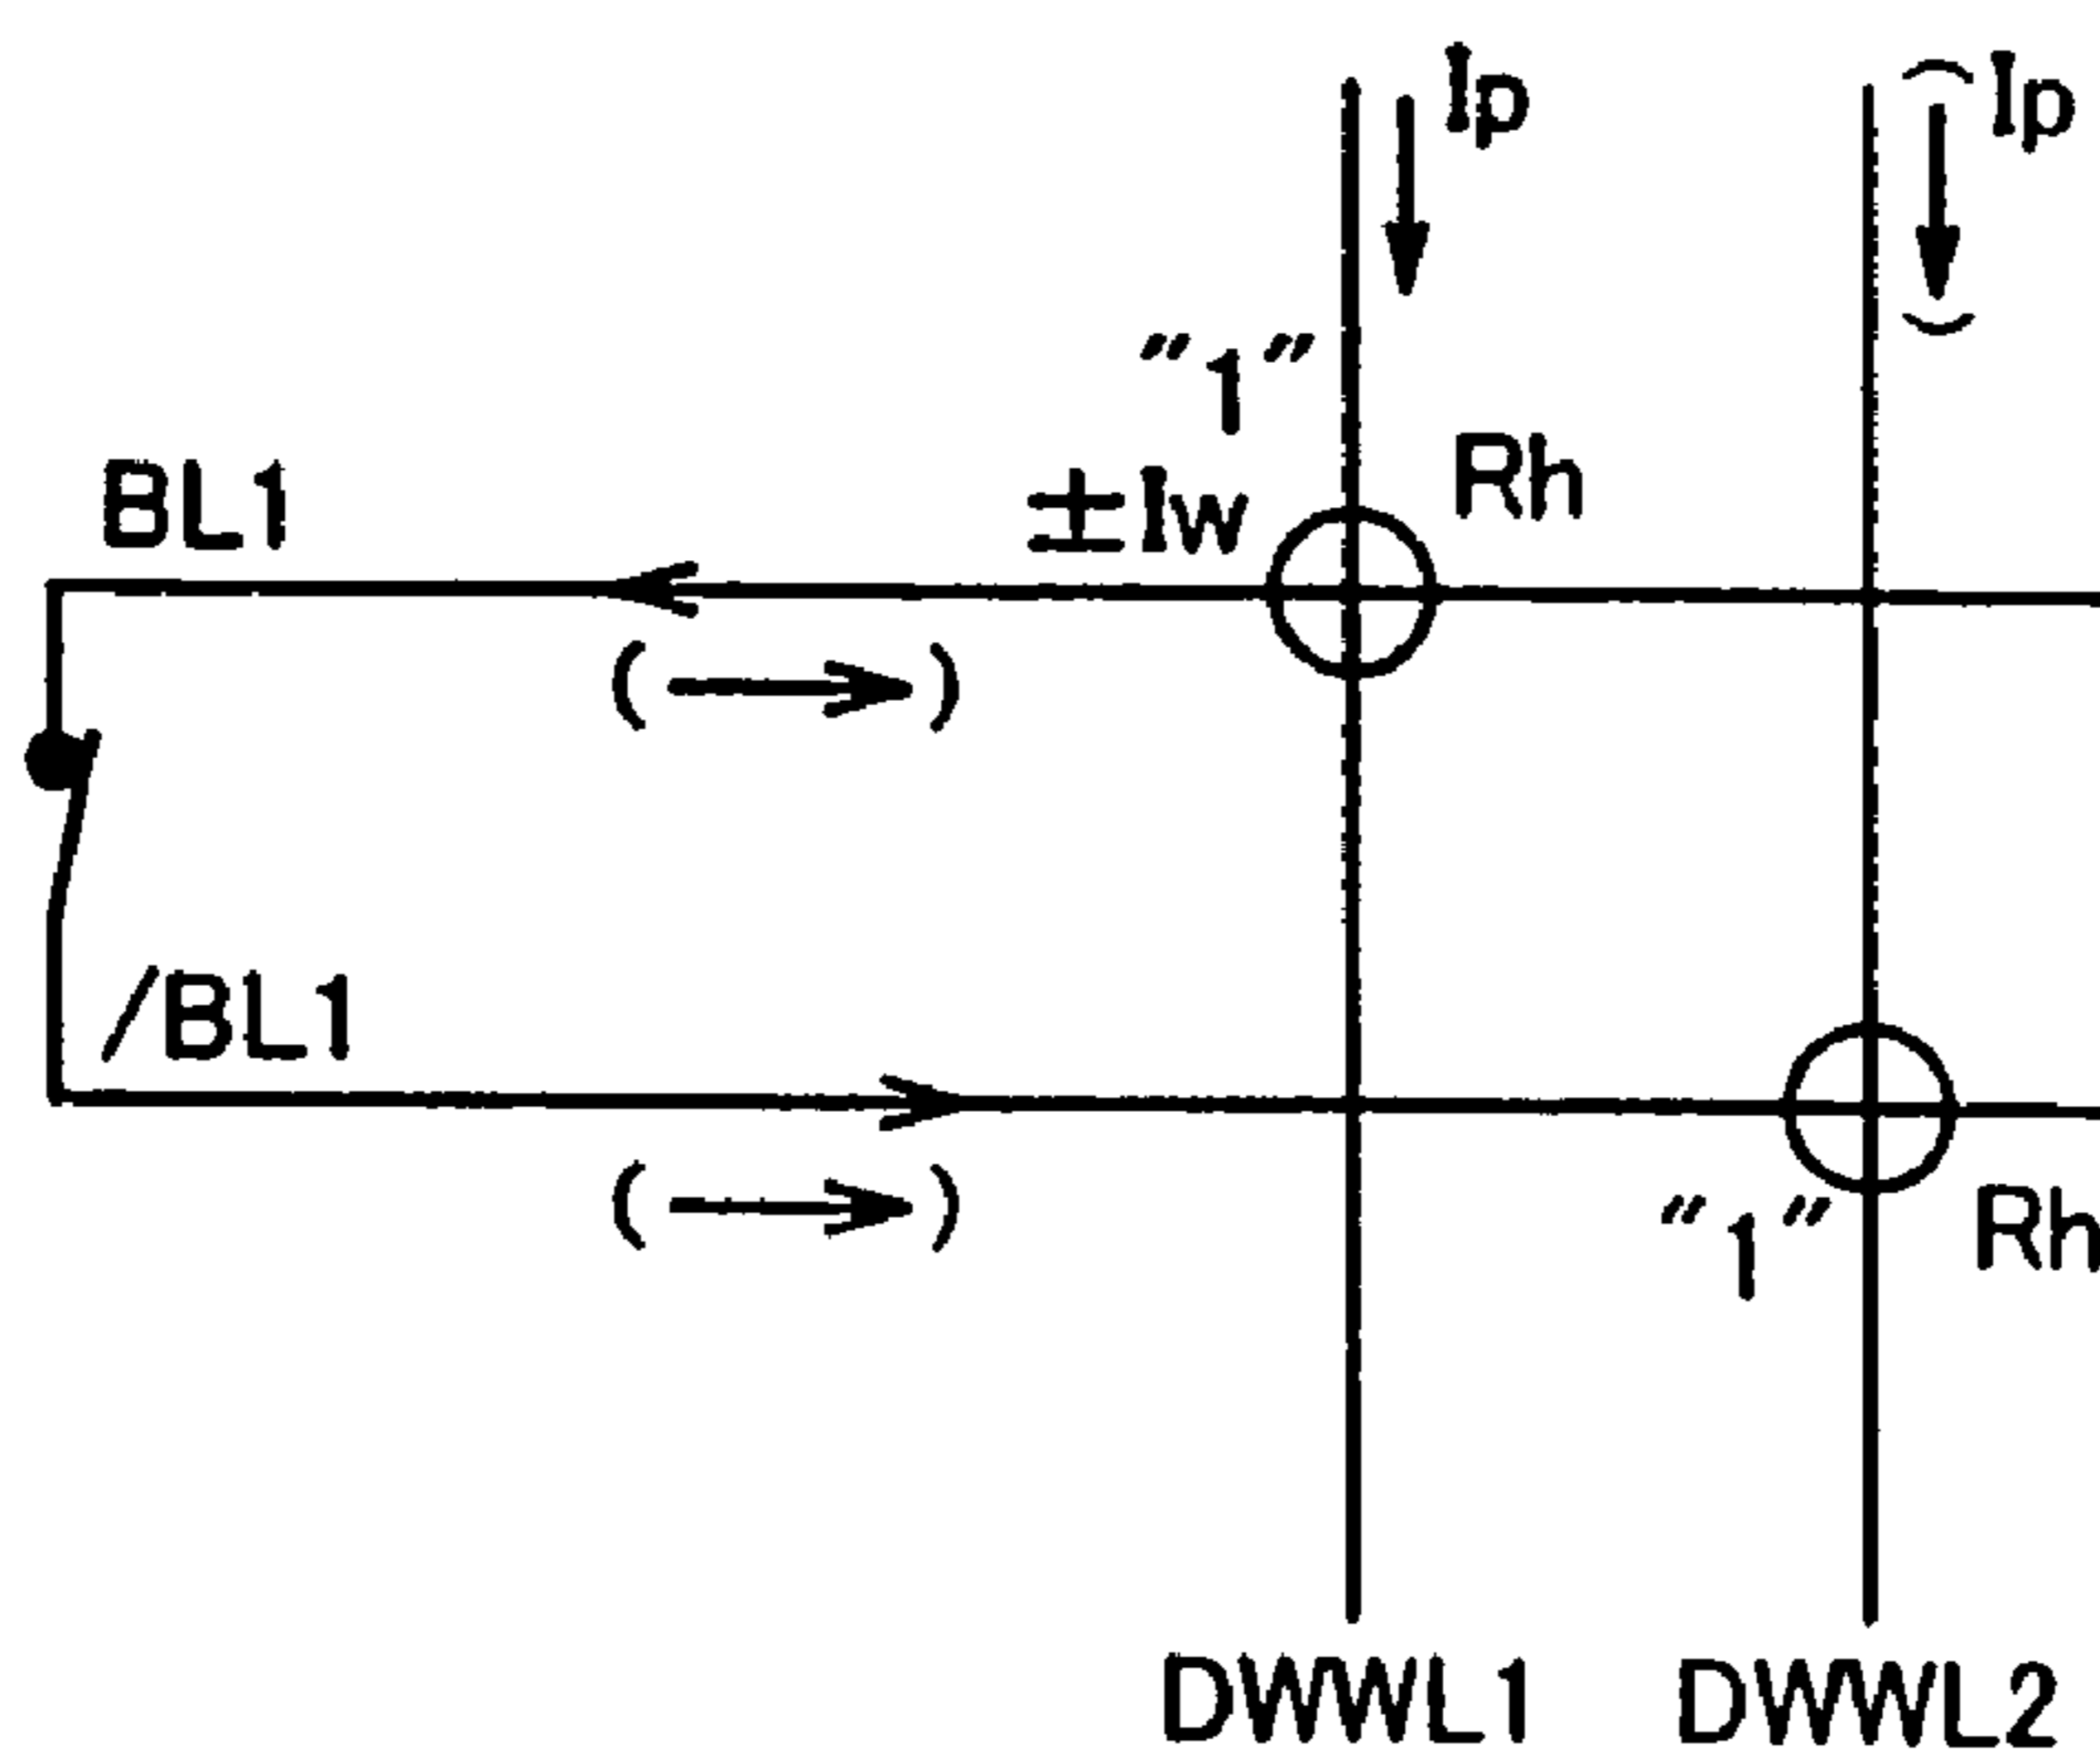 Ip
( Ip )
"1"
±Iw
Rh
BL1
( )
/BL1
( )
"1"
Rh
DWWL1
DWWL2